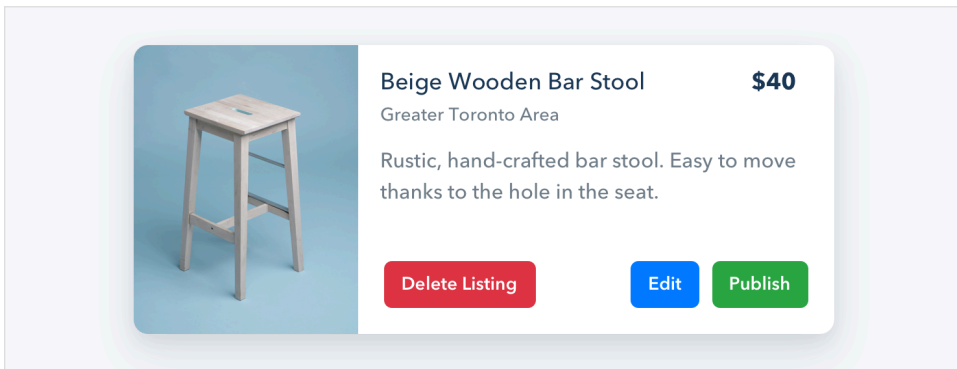 Beige Wooden Bar Stool $40
Greater Toronto Area
Rustic, hand-crafted bar stool. Easy to move
thanks to the hole in the seat.
Delete Listing Edit Publish